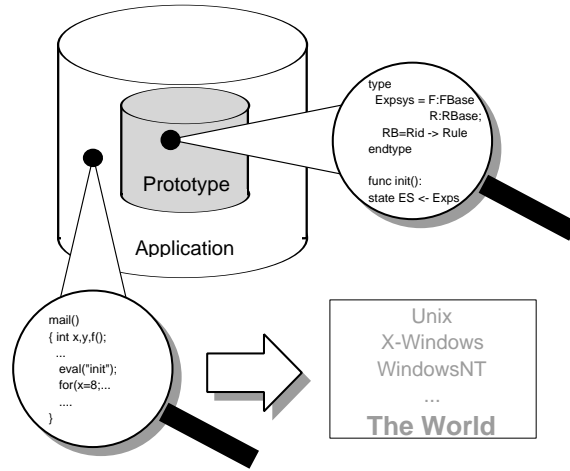 type
Expsys = F:FBase
R:RBase;
RB=Rid -> Rule
endtype
func init():
state ES <- Exps
Prototype
Application
mail()
{ int x,y,f();
...
eval("init");
for(x=8;...
....
}
Unix
X-Windows
WindowsNT
...
The World